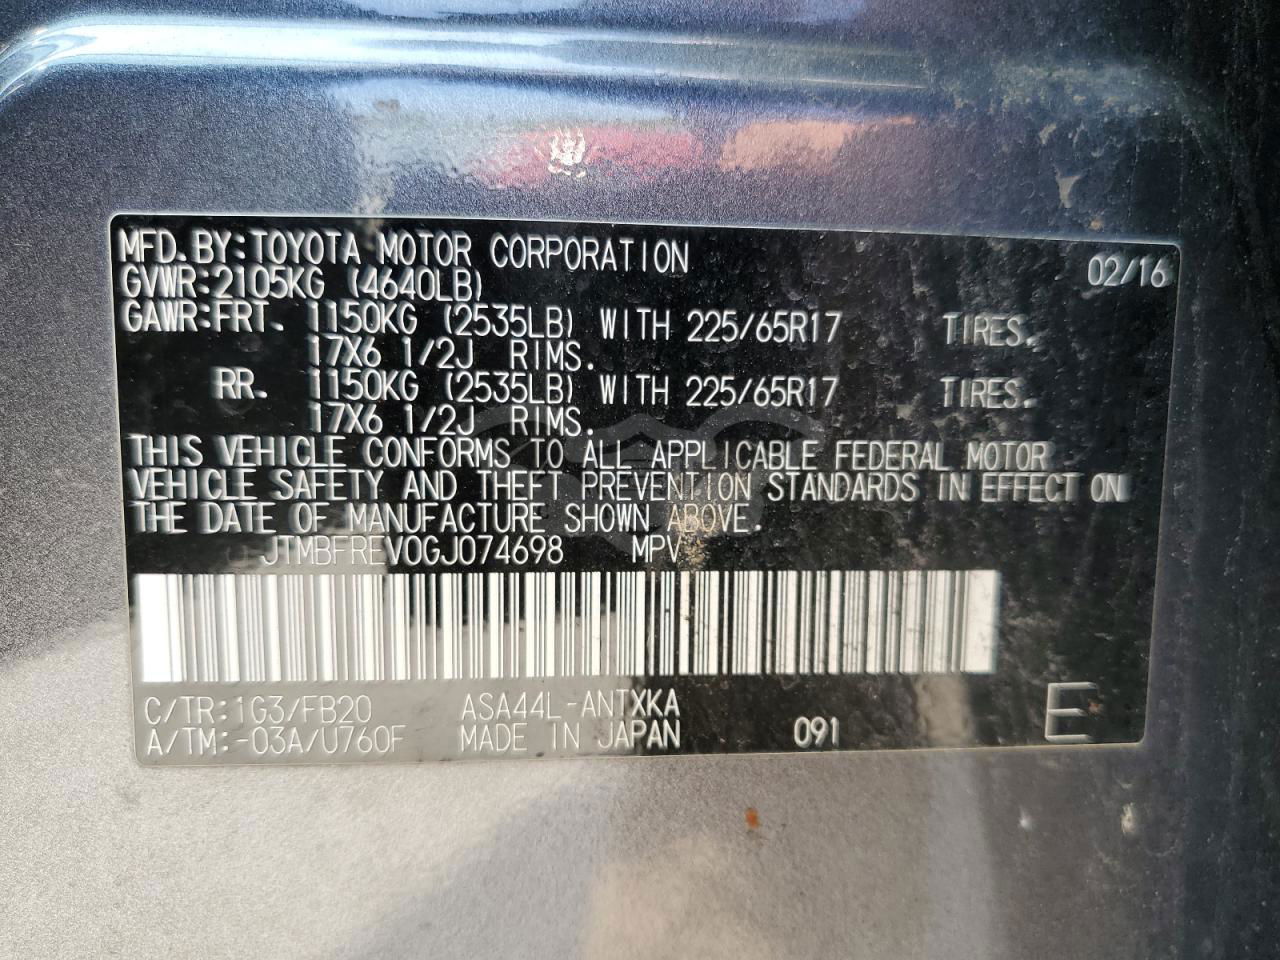 MFD.BY:TOYOTA MOTOR CORPORATION 02/16
GVWR:2105KG (4640LB)
GAWR:FRT. 1150KG (2535LB) WITH 225/65R17 TIRES.
17X6 1/2J RIMS.
RR. 1150KG (2535LB) WITH 225/65R17 TIRES.
17X6 1/2J RIMS.
THIS VEHICLE CONFORMS TO ALL APPLICABLE FEDERAL MOTOR
VEHICLE SAFETY AND THEFT PREVENTION STANDARDS IN EFFECT ON
THE DATE OF MANUFACTURE SHOWN ABOVE.
JTMBFREV0GJ074698 MPV
C/TR:1G3/FB20 ASA44L-ANTXKA
A/TM:-03A/U760F MADE IN JAPAN 091 E